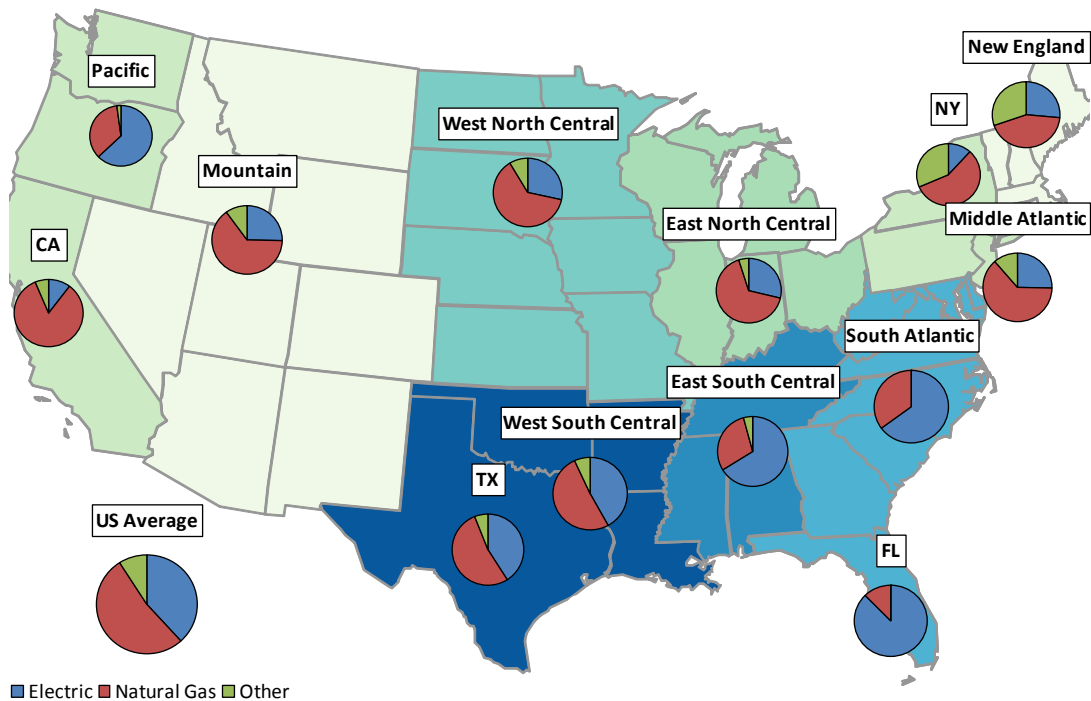 New England
Pacific
NY
West North Central
Mountain
East North Central
Middle Atlantic
CA
South Atlantic
East South Central
West South Central
TX
US Average
FL
Electric Natural Gas Other